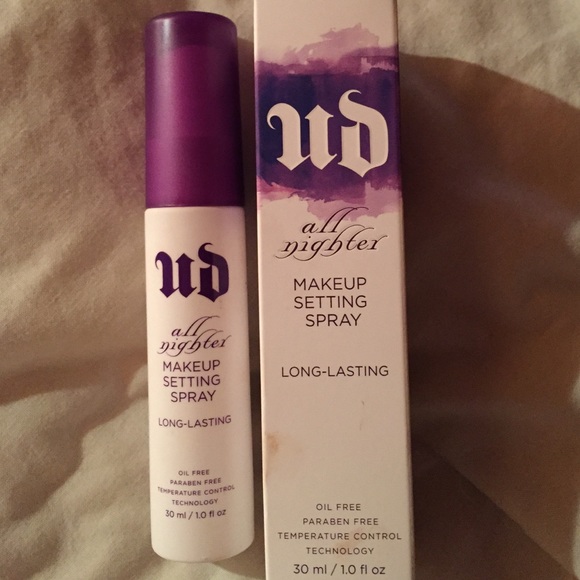 ud
all
nighter
MAKEUP
SETTING
SPRAY
LONG-LASTING
OIL FREE
PARABEN FREE
TEMPERATURE CONTROL
TECHNOLOGY
30 ml / 1.0 fl oz
ud
all
nighter
MAKEUP
SETTING
SPRAY
LONG-LASTING
OIL FREE
PARABEN FREE
TEMPERATURE CONTROL
TECHNOLOGY
30 ml / 1.0 fl oz